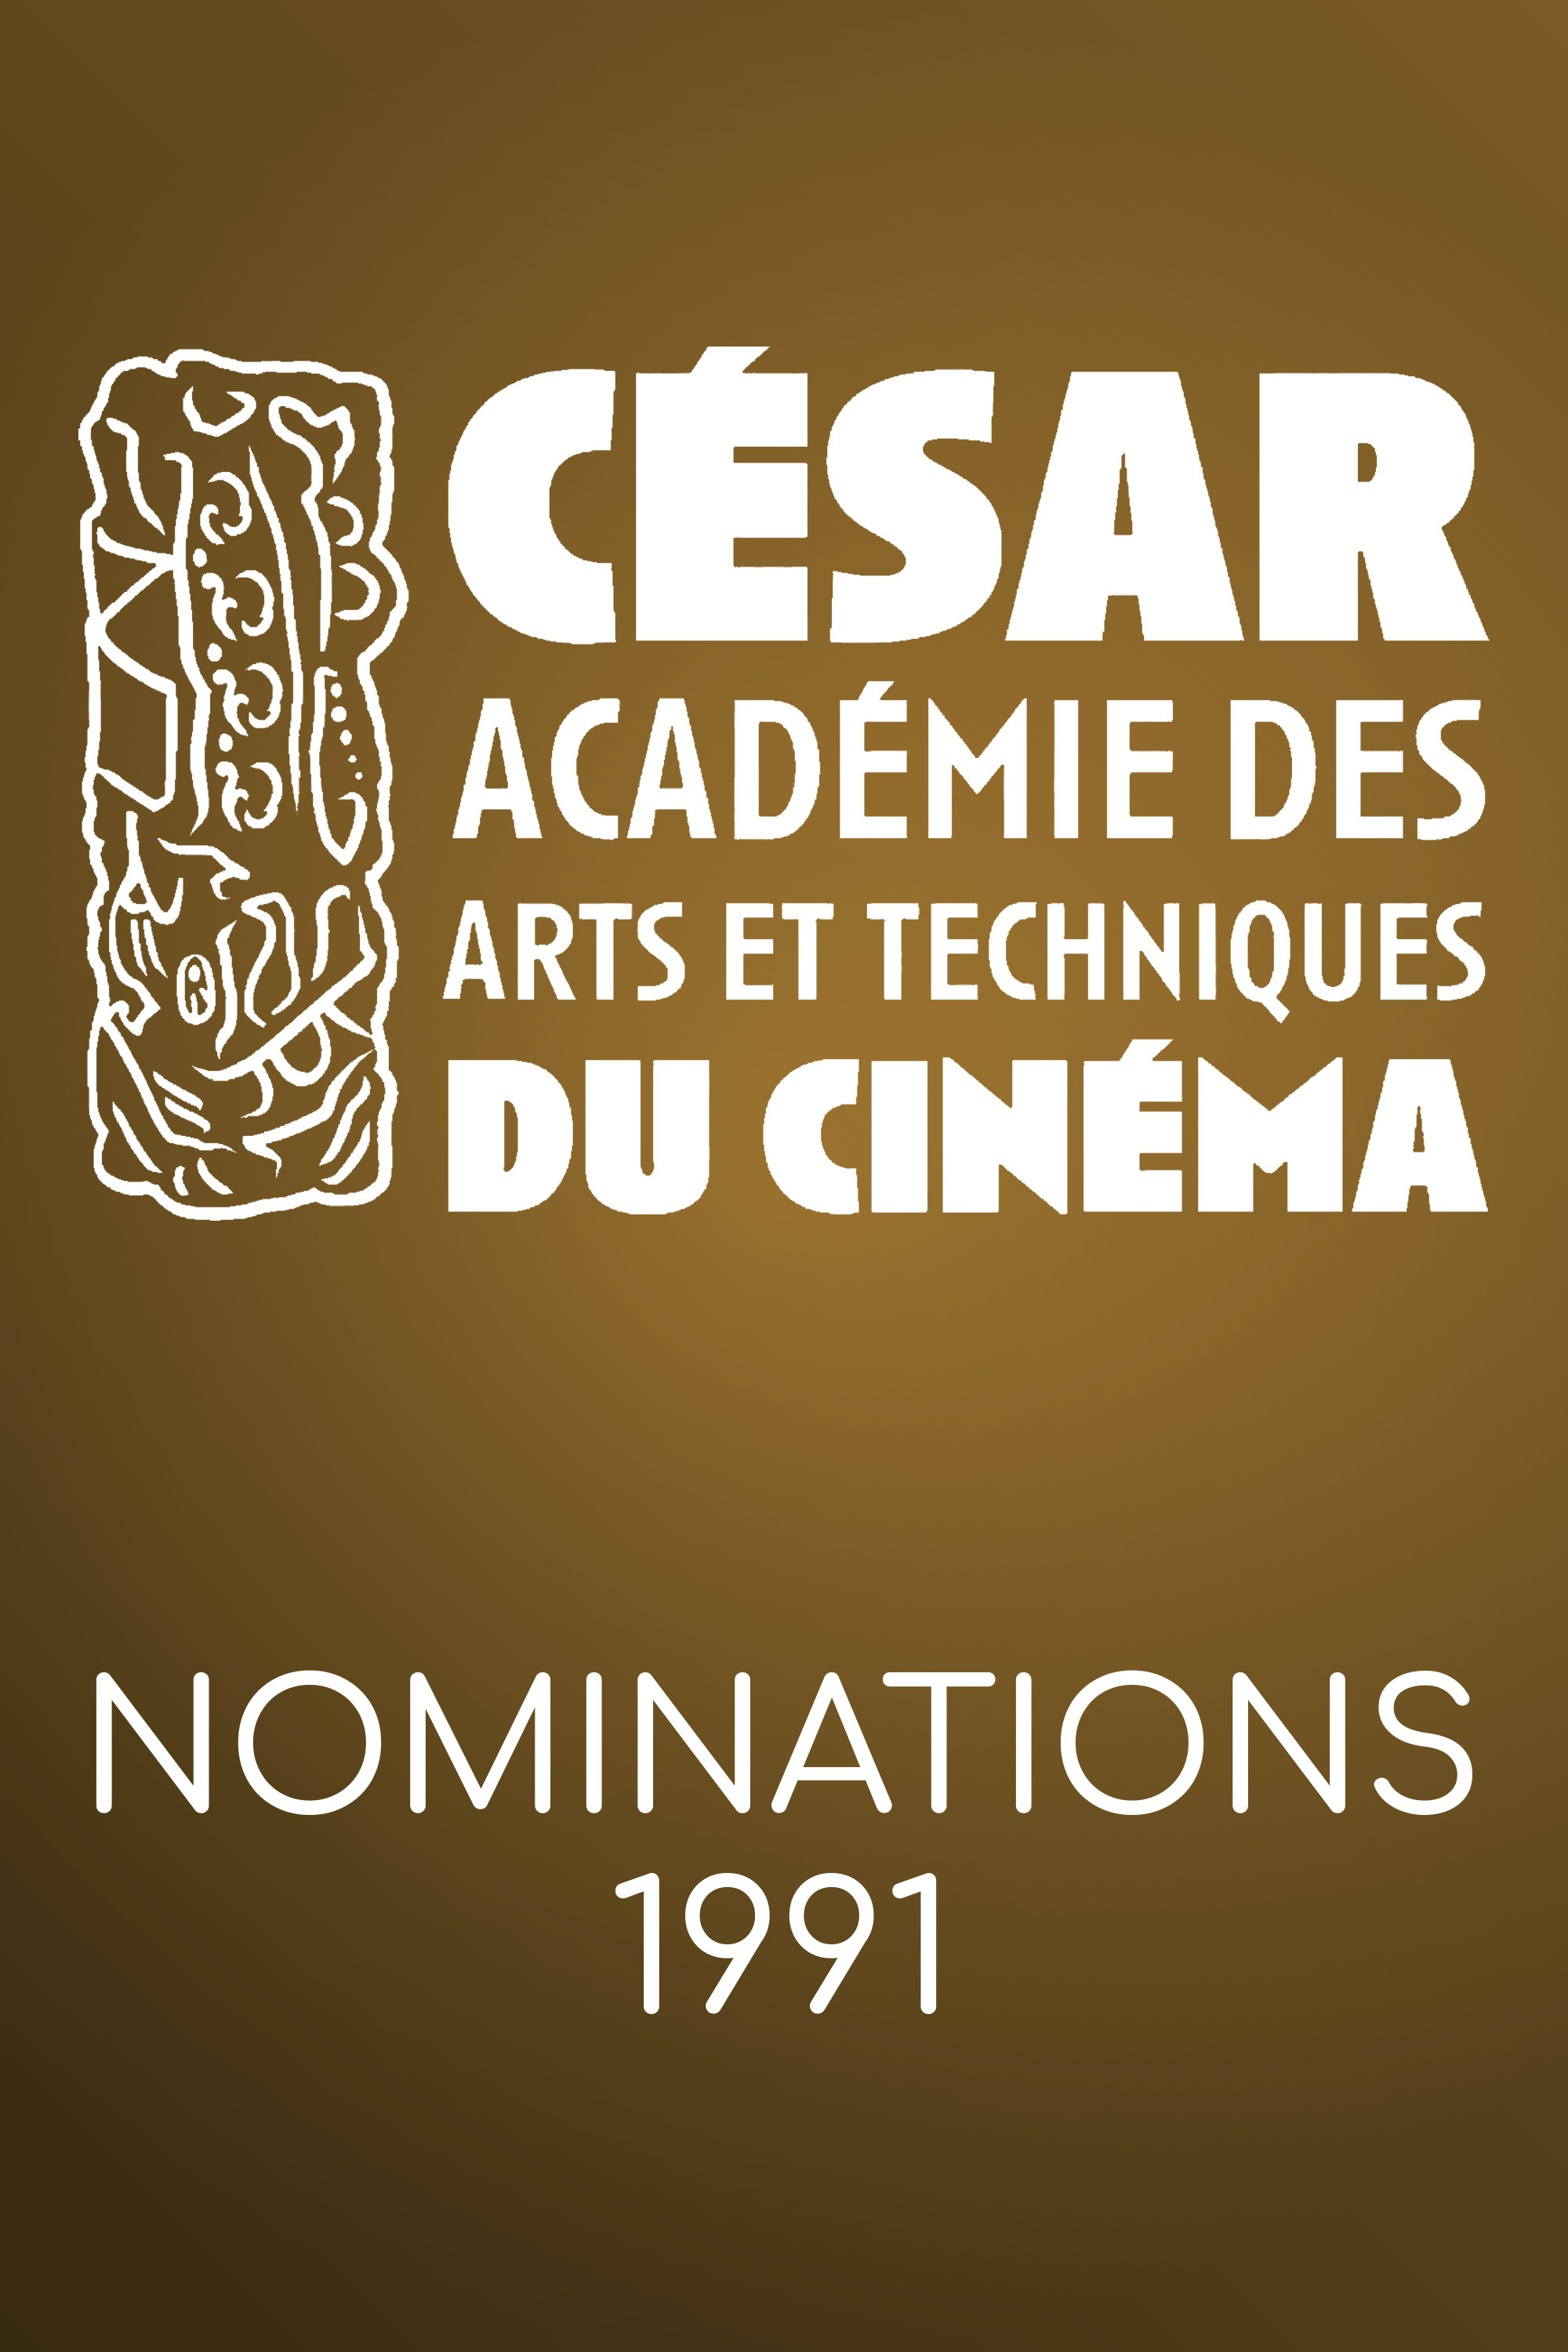 CÉSAR
ACADÉMIE DES
ARTS ET TECHNIQUES
DU CINÉMA
NOMINATIONS
1991